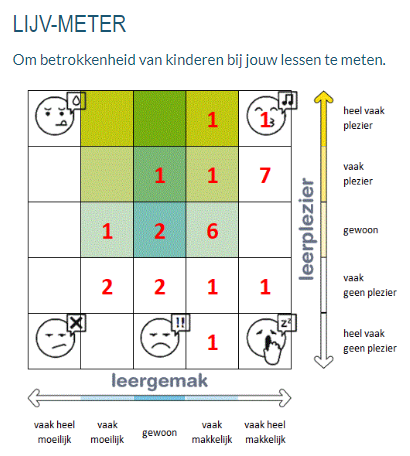 LIJV-METER
Om betrokkenheid van kinderen bij jouw lessen te meten.
1 1
heel vaak
plezier
1 1 7
vaak
plezier
1 2 6
gewoon
2 2 1 1
vaak
geen plezier
!! zz
1
heel vaak
geen plezier
leerplezier
leergemak
vaak heel
moeilijk
vaak
moeilijk
gewoon
vaak
makkelijk
vaak heel
makkelijk